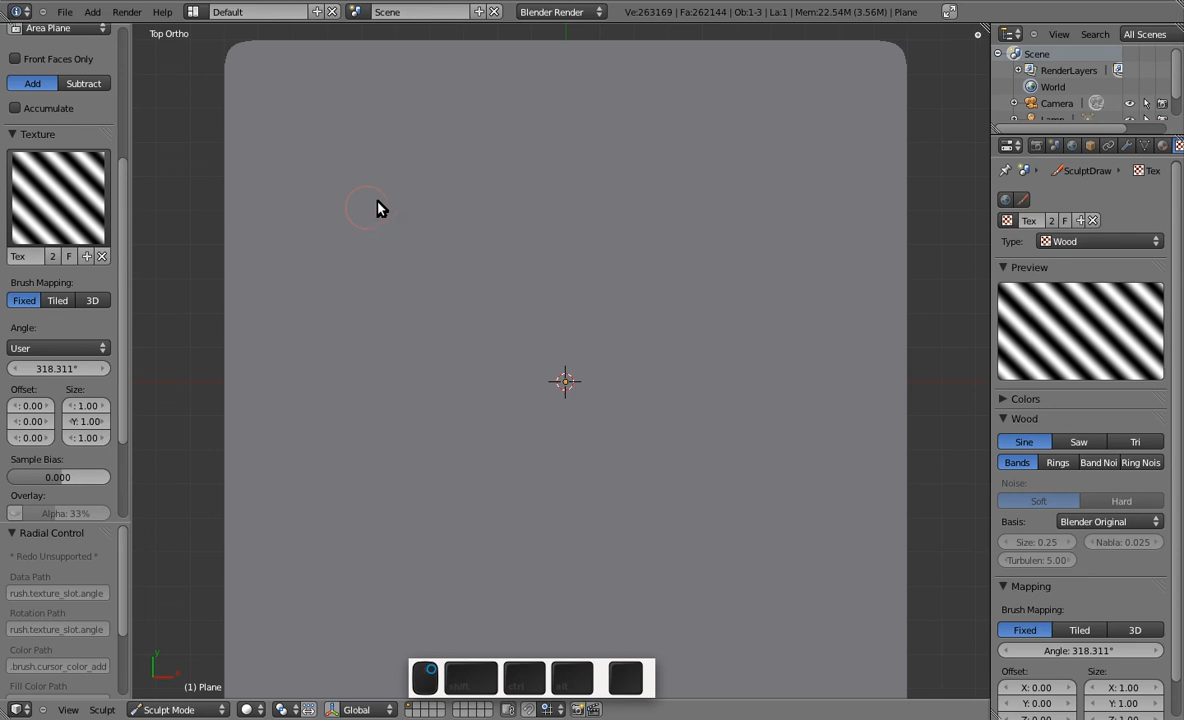 File Add Render Help Default Scene Blender Render Ve:263169 | Fa:262144 | Ob:1-3 | La:1 | Mem:22.54M (3.56M) | Plane
Area Plane
Front Faces Only
Add Subtract
Accumulate
Texture
Tex 2 F
Brush Mapping:
Fixed Tiled 3D
Angle:
User
318.311°
Offset: Size:
: 0.00 : 1.00
: 0.00 Y: 1.00
: 0.00 : 1.00
Sample Bias:
0.000
Overlay:
Alpha: 33%
Radial Control
* Redo Unsupported *
Data Path
rush.texture_slot.angle
Rotation Path
rush.texture_slot.angle
Color Path
.brush.cursor_color_add
Fill Color Path
Top Ortho
y
x
(1) Plane
shift ctrl alt
View Sculpt Sculpt Mode Global
View Search All Scenes
Scene
RenderLayers |
World
Camera |
Lamp
SculptDraw Tex
Tex 2 F
Type: Wood
Preview
Colors
Wood
Sine Saw Tri
Bands Rings Band Noi Ring Nois
Noise:
Soft Hard
Basis: Blender Original
Size: 0.25 Nabla: 0.025
Turbulen: 5.00
Mapping
Brush Mapping:
Fixed Tiled 3D
Angle: 318.311°
Offset: Size:
X: 0.00 X: 1.00
Y: 0.00 Y: 1.00
Z: 0.00 Z: 1.00